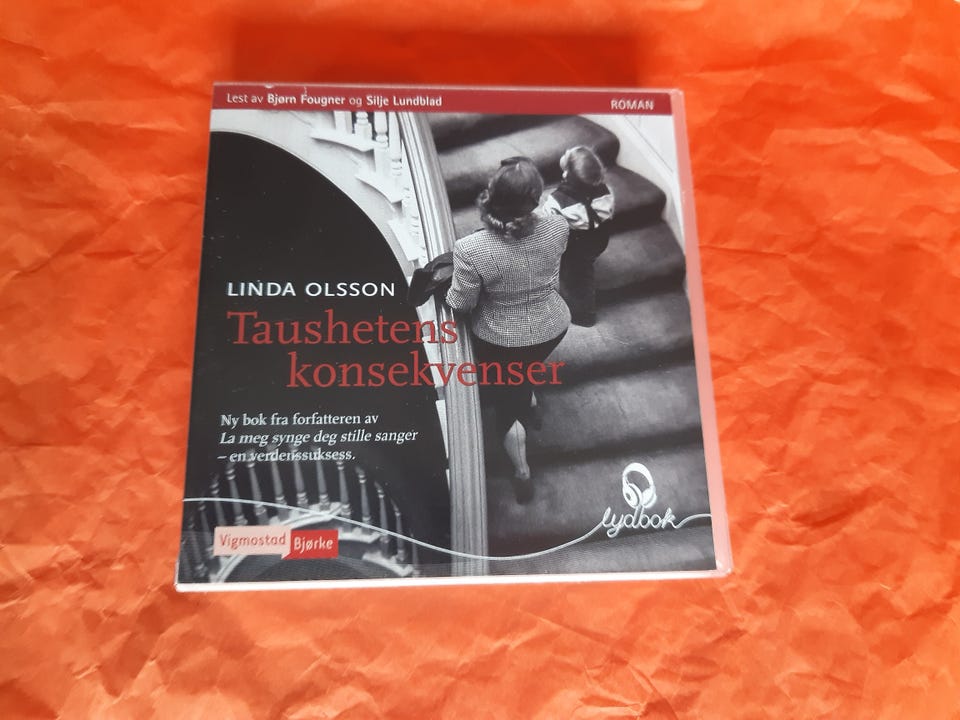 Lest av Bjørn Fougner og Silje Lundblad
ROMAN
LINDA OLSSON
Taushetens
konsekvenser
Ny bok fra forfatteren av
La meg synge deg stille sanger
– en verdenssuksess.
lydbok
Vigmostad
Bjørke